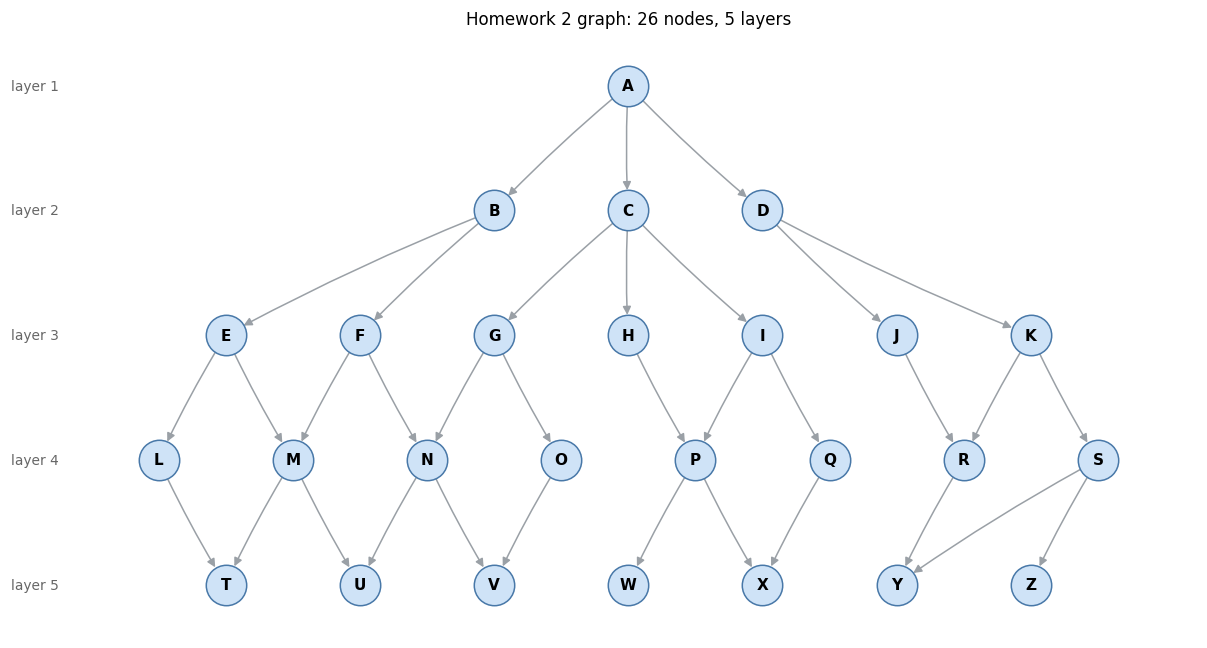 Homework 2 graph: 26 nodes, 5 layers
layer 1
A
layer 2
B C D
layer 3
E F G H I J K
layer 4
L M N O P Q R S
layer 5
T U V W X Y Z